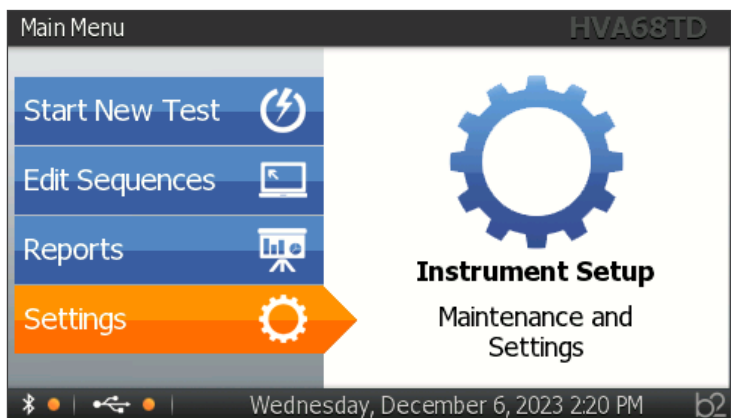 Main Menu
HVA68TD
Start New Test
Edit Sequences
Reports
Settings
Instrument Setup
Maintenance and
Settings
Wednesday, December 6, 2023 2:20 PM
b2